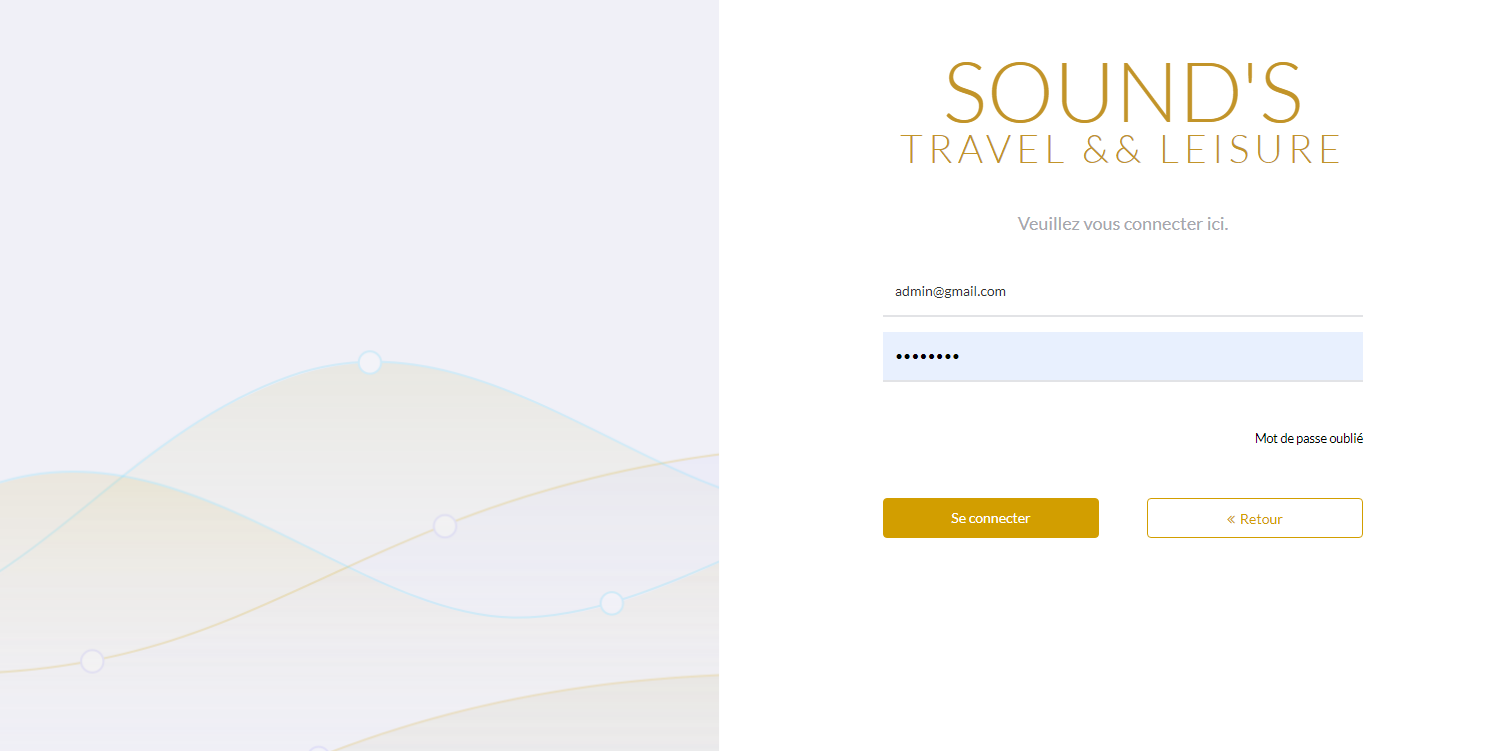 SOUND'S
TRAVEL && LEISURE
Veuillez vous connecter ici.
admin@gmail.com
••••••••
Mot de passe oublié
Se connecter
« Retour